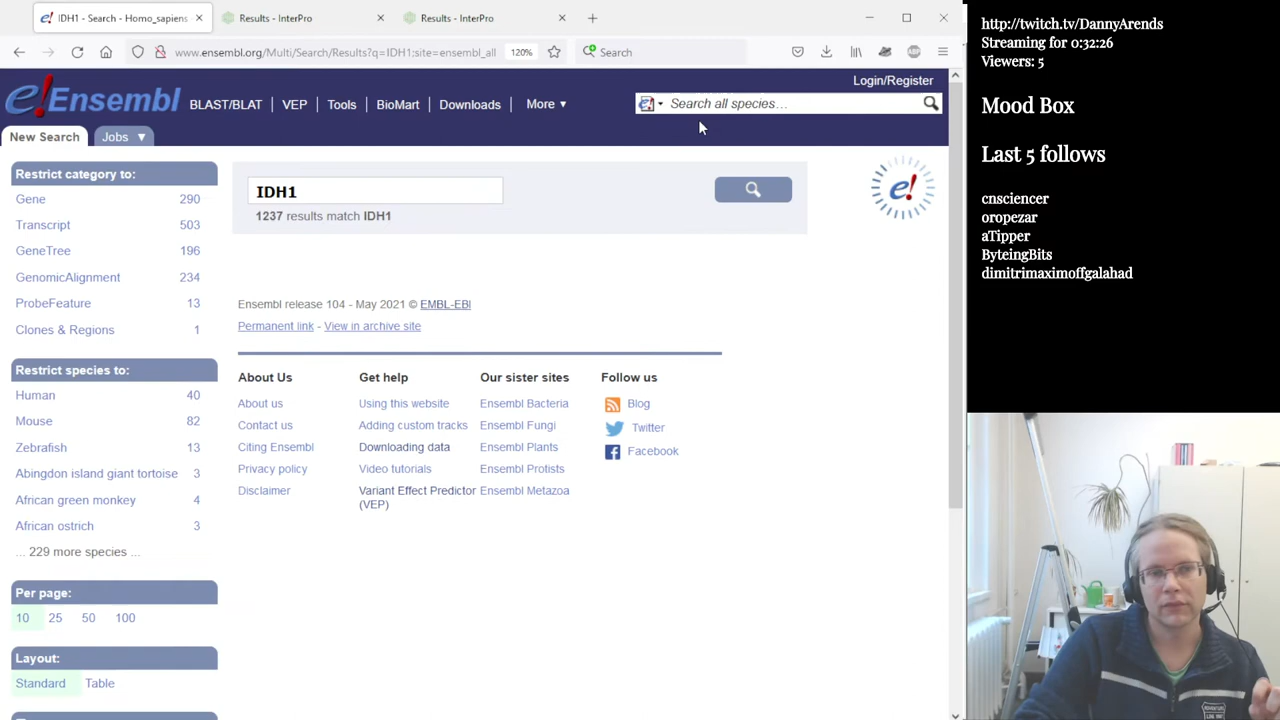 IDH1 - Search - Homo_sapiens
Results - InterPro
Results - InterPro
www.ensembl.org/Multi/Search/Results?q=IDH1;site=ensembl_all
120%
Search
Login/Register
e!Ensembl
BLAST/BLAT
VEP
Tools
BioMart
Downloads
More ▼
Search all species…
New Search
Jobs ▼
Restrict category to:
Gene 290
Transcript 503
GeneTree 196
GenomicAlignment 234
ProbeFeature 13
Clones & Regions 1
Restrict species to:
Human 40
Mouse 82
Zebrafish 13
Abingdon island giant tortoise 3
African green monkey 4
African ostrich 3
... 229 more species ...
Per page:
10 25 50 100
Layout:
Standard Table
IDH1
1237 results match IDH1
e!
Ensembl release 104 - May 2021 © EMBL-EBI
Permanent link - View in archive site
About Us
About us
Contact us
Citing Ensembl
Privacy policy
Disclaimer
Get help
Using this website
Adding custom tracks
Downloading data
Video tutorials
Variant Effect Predictor
(VEP)
Our sister sites
Ensembl Bacteria
Ensembl Fungi
Ensembl Plants
Ensembl Protists
Ensembl Metazoa
Follow us
Blog
Twitter
Facebook
http://twitch.tv/DannyArends
Streaming for 0:32:26
Viewers: 5
Mood Box
Last 5 follows
cnsciencer
oropezar
aTipper
ByteingBits
dimitrimaximoffgalahad